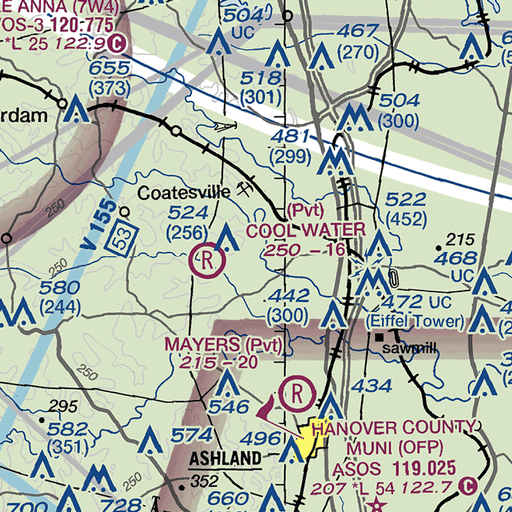 E ANNA (7W4)
OS-3 120.775
*L 25 122.9 C
655
(373)
rdam
504
UC
467
(270)
518
(301)
504
(300)
481
(299)
Coatesville
250
V 155
53
524
(256)
R
(Pvt)
COOL WATER
250 - 16
522
(452)
215
468
UC
250
580
(244)
442
(300)
472 UC
(Eiffel Tower)
MAYERS (Pvt)
215 - 20
sawmill
250
R
434
295
546
582
(351)
574
ASHLAND
496
HANOVER COUNTY
MUNI (OFP)
ASOS 119.025
207 *L 54 122.7 C
352
700
728
660